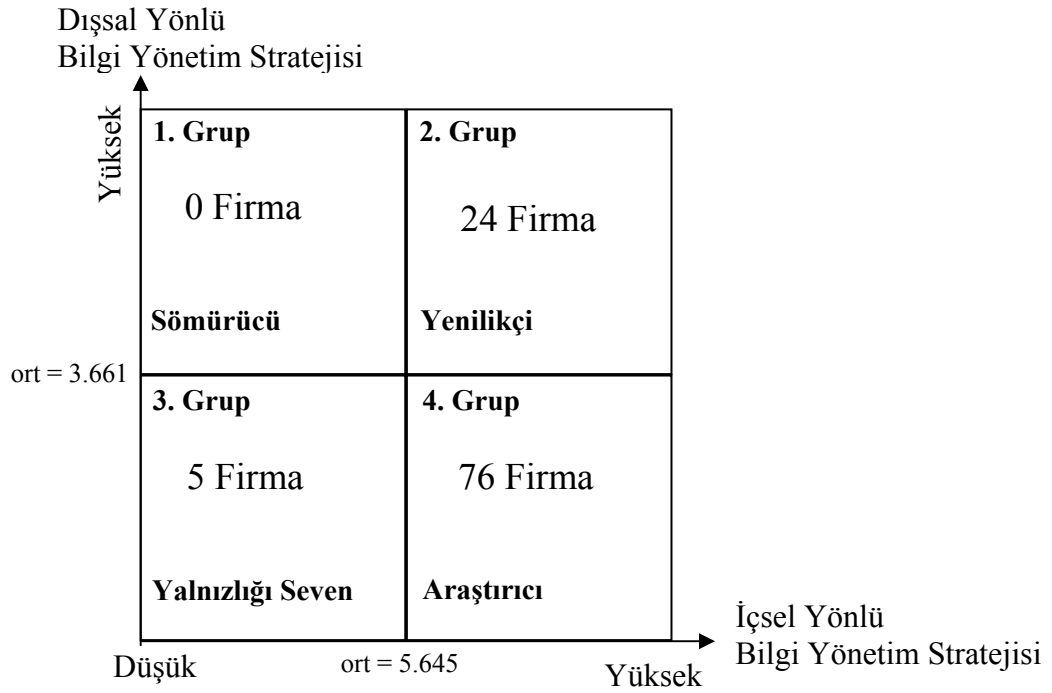 Dışsal Yönlü
Bilgi Yönetim Stratejisi
Yüksek
1. Grup
2. Grup
0 Firma
24 Firma
Sömürücü
Yenilikçi
ort = 3.661
3. Grup
4. Grup
5 Firma
76 Firma
Yalnızlığı Seven
Araştırıcı
İçsel Yönlü
Bilgi Yönetim Stratejisi
Düşük
ort = 5.645
Yüksek